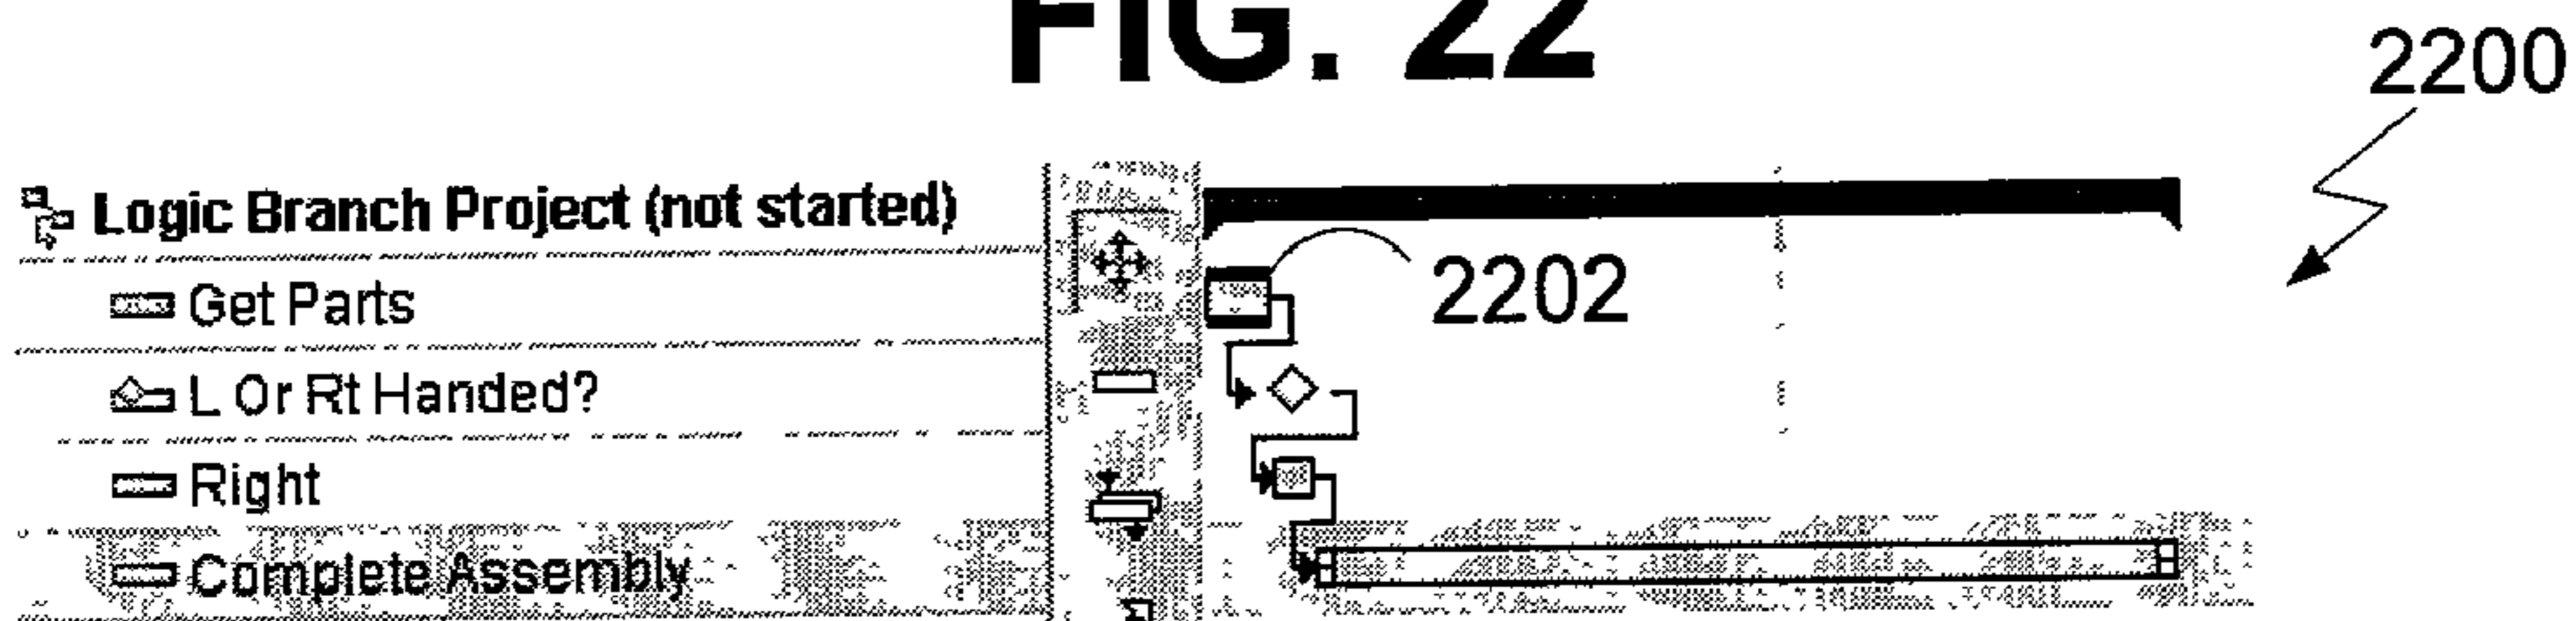 FIG. 22
2200
Logic Branch Project (not started)
Get Parts
2202
L Or Rt Handed?
Right
Complete Assembly